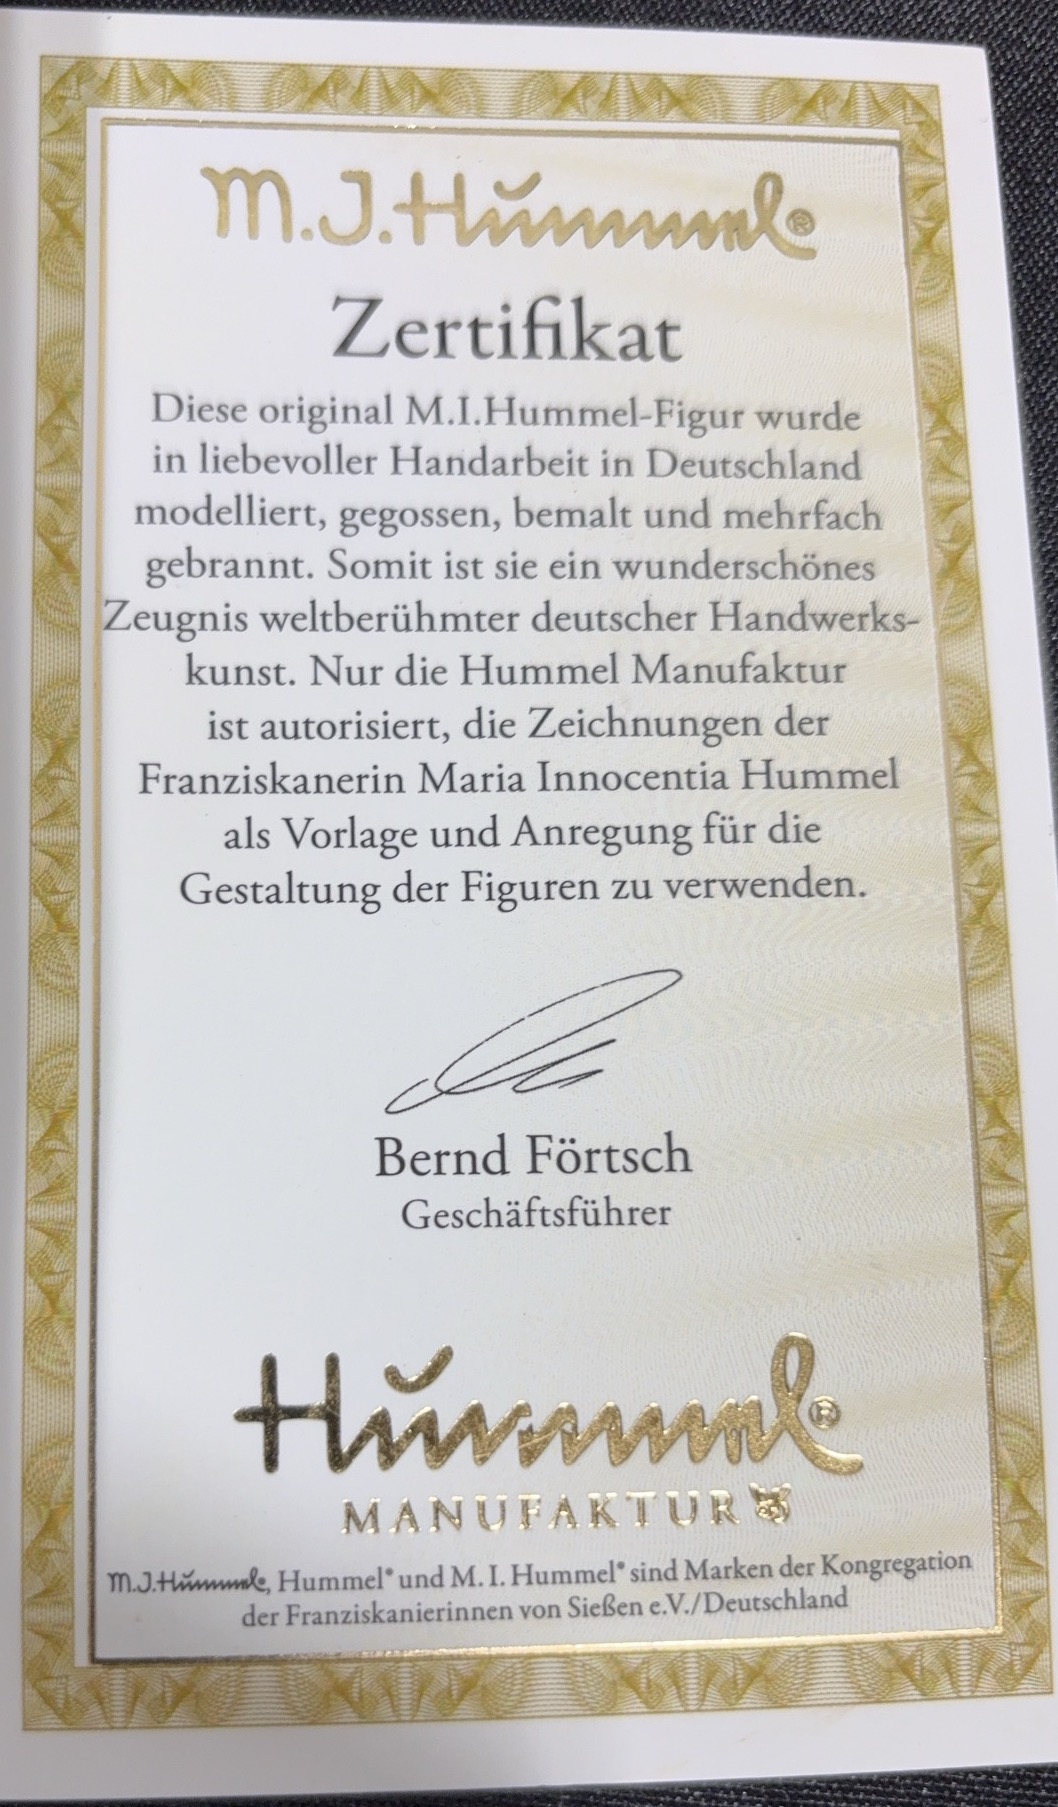 M.J.Hummel®
Zertifikat
Diese original M.I.Hummel-Figur wurde
in liebevoller Handarbeit in Deutschland
modelliert, gegossen, bemalt und mehrfach
gebrannt. Somit ist sie ein wunderschönes
Zeugnis weltberühmter deutscher Handwerks-
kunst. Nur die Hummel Manufaktur
ist autorisiert, die Zeichnungen der
Franziskanerin Maria Innocentia Hummel
als Vorlage und Anregung für die
Gestaltung der Figuren zu verwenden.
Bernd Förtsch
Geschäftsführer
Hummel®
MANUFAKTUR
M.J.Hummel®, Hummel® und M. I. Hummel® sind Marken der Kongregation
der Franziskanierinnen von Sießen e.V./Deutschland